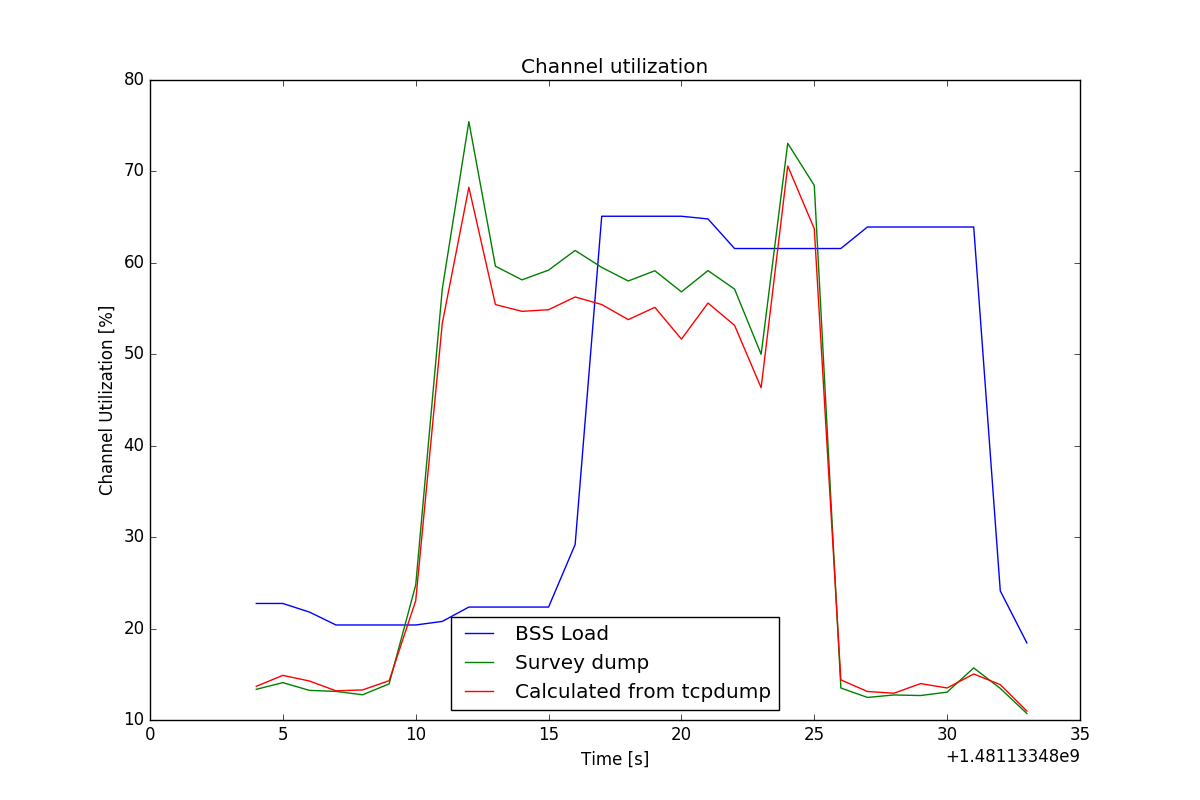 Channel utilization
Channel Utilization [%]
80
70
60
50
40
30
20
10
BSS Load
Survey dump
Calculated from tcpdump
0 5 10 15 20 25 30 35
Time [s]
+1.48113348e9